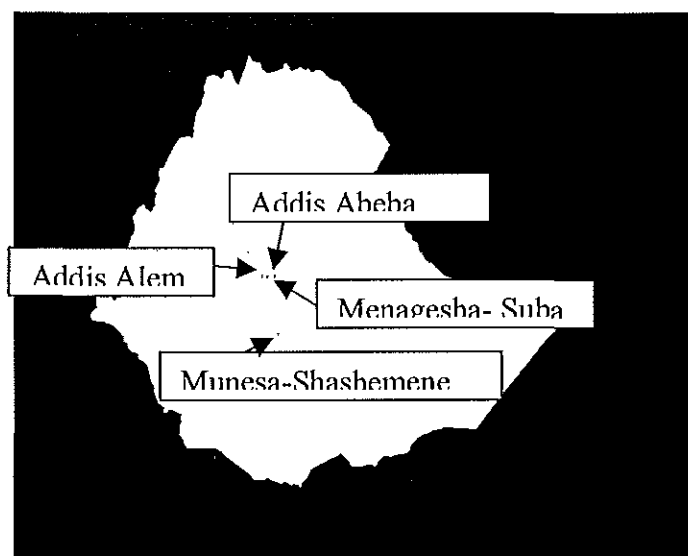 Addis Abeba
Addis Alem
Menagesha- Suba
Munesa-Shashemene